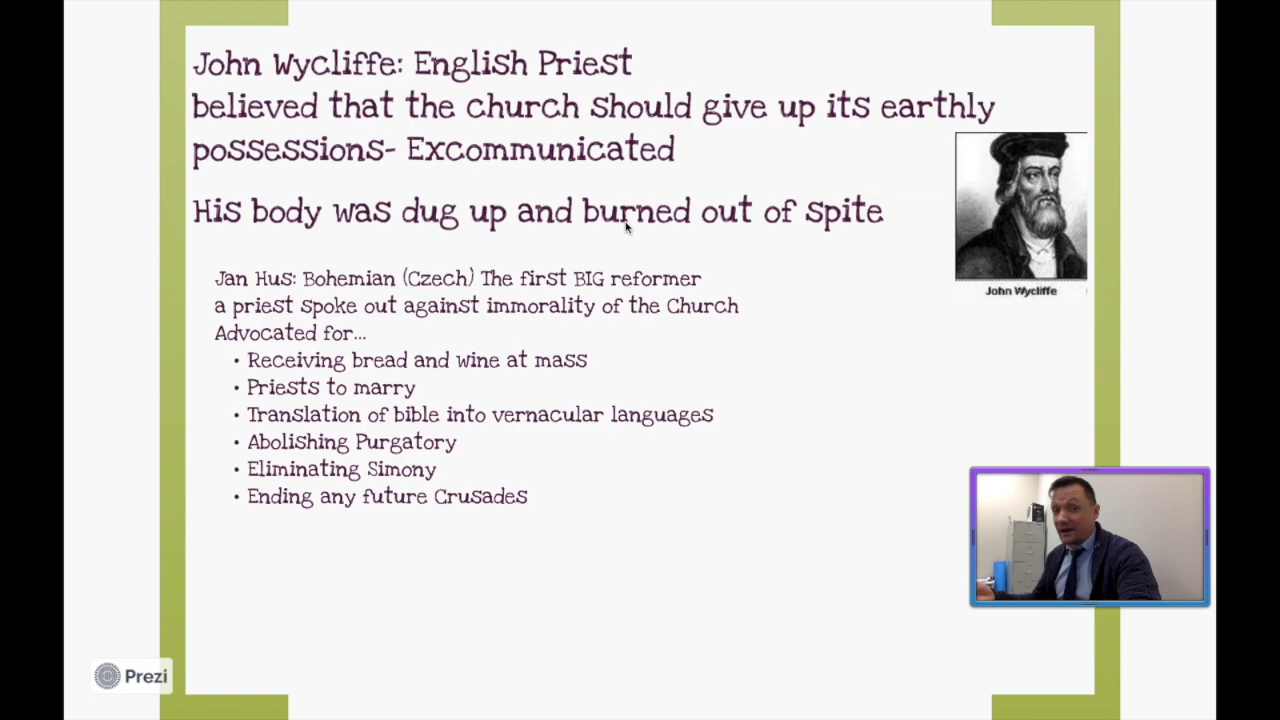 John Wycliffe: English Priest
believed that the church should give up its earthly
possessions- Excommunicated
His body was dug up and burned out of spite
John Wycliffe
Jan Hus: Bohemian (Czech) The first BIG reformer
a priest spoke out against immorality of the Church
Advocated for...
• Receiving bread and wine at mass
• Priests to marry
• Translation of bible into vernacular languages
• Abolishing Purgatory
• Eliminating Simony
• Ending any future Crusades
Prezi